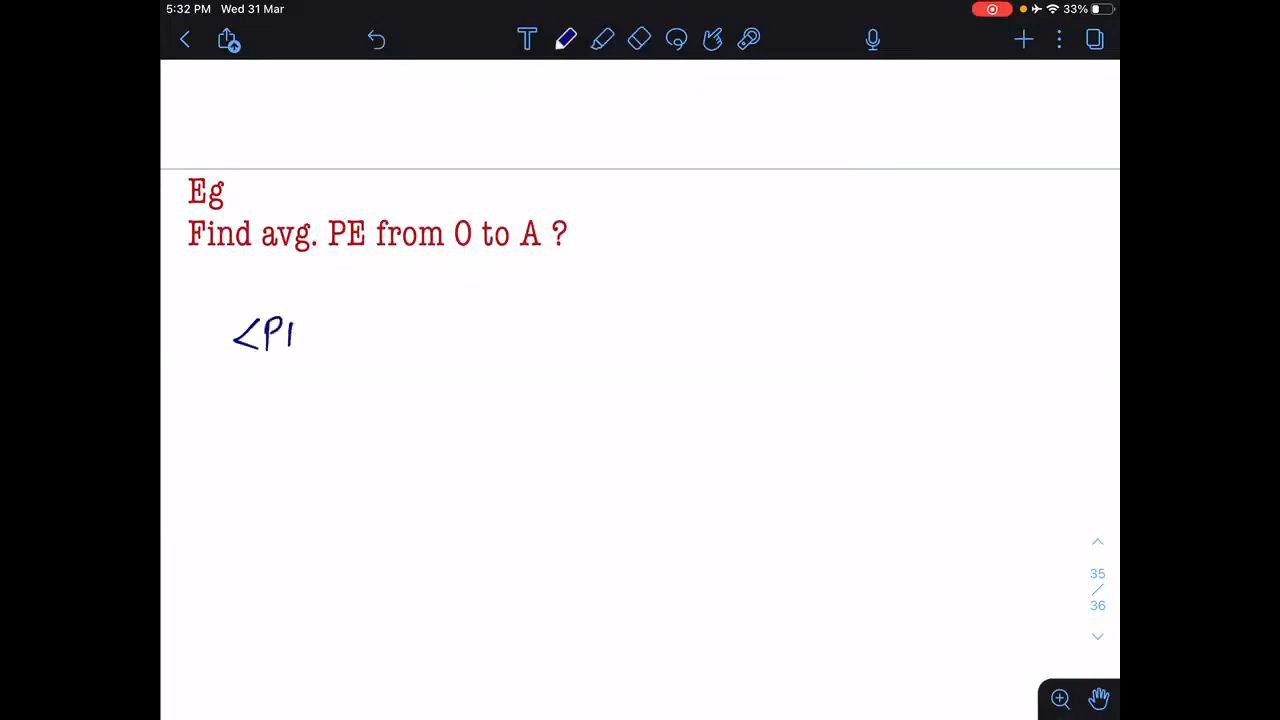 5:32 PM Wed 31 Mar 33%
T
Eg
Find avg. PE from 0 to A ?
<PI
35
/
36